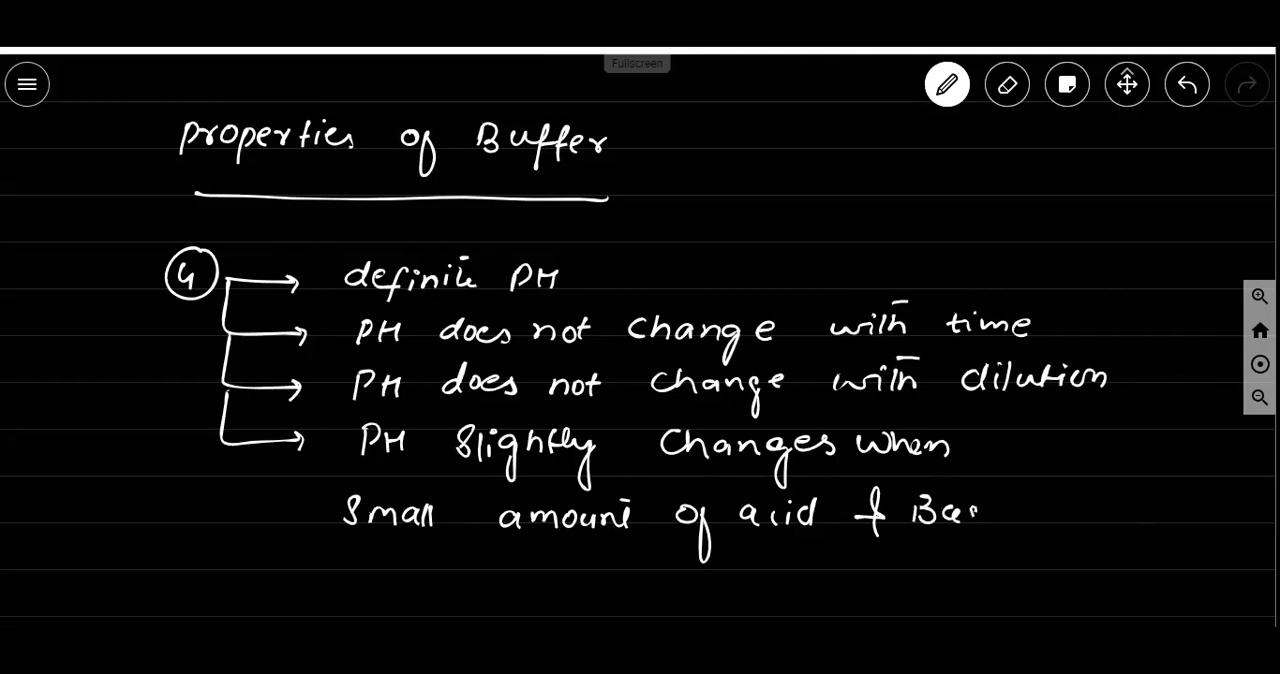 Fullscreen
properties of Buffer
4 definite PH
PH does not change with time
PH does not change with dilution
PH slightly changes when
small amount of acid & Bas